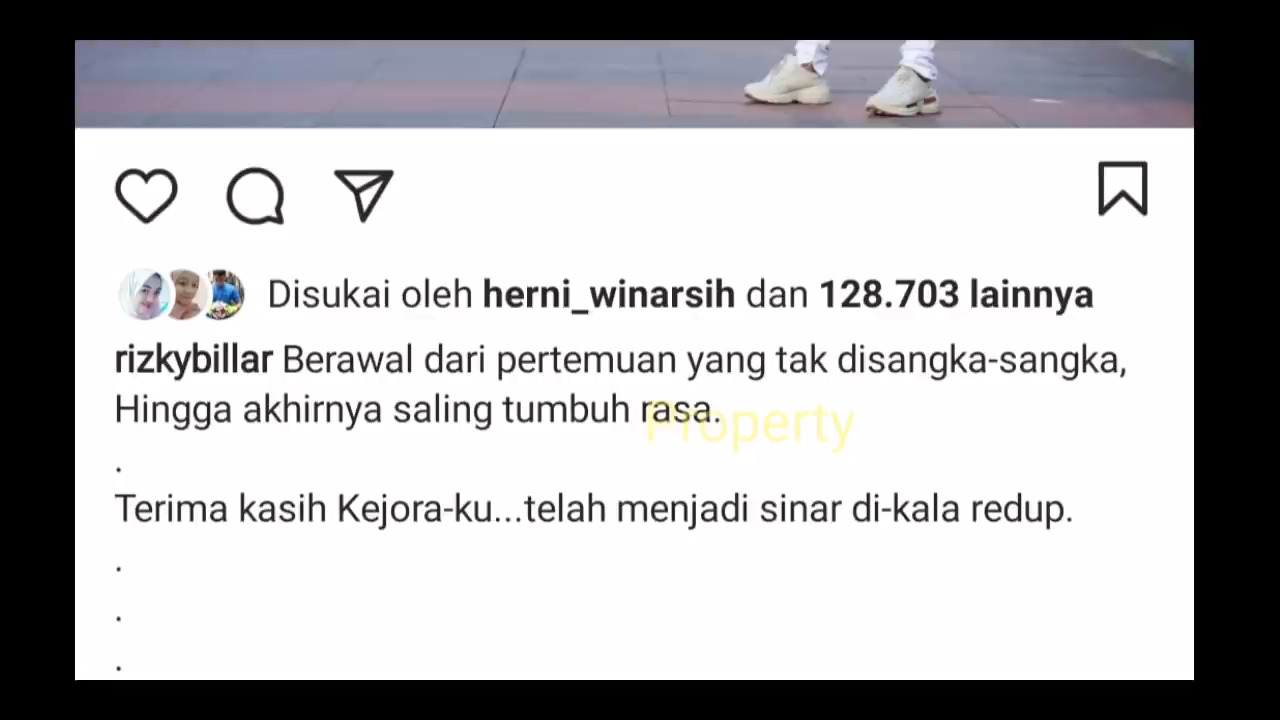 Disukai oleh herni_winarsih dan 128.703 lainnya
rizkybillar Berawal dari pertemuan yang tak disangka-sangka,
Hingga akhirnya saling tumbuh rasa.
Property
.
Terima kasih Kejora-ku...telah menjadi sinar di-kala redup.
.
.
.